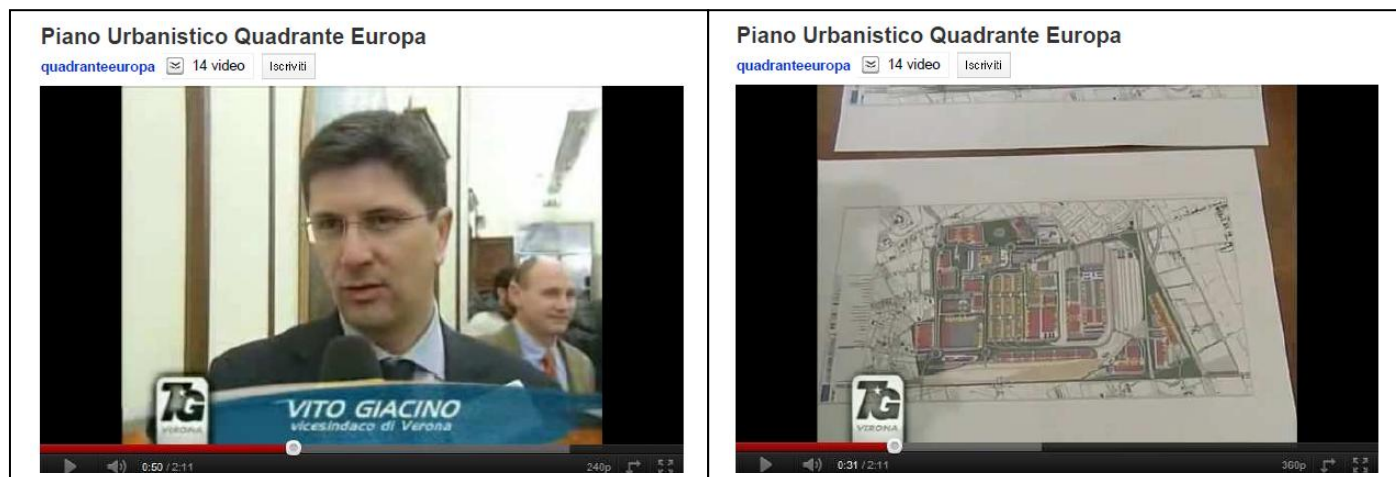 Piano Urbanistico Quadrante Europa
quadranteeuropa 14 video Iscriviti
TG
VERONA
VITO GIACINO
vicesindaco di Verona
0:50 / 2:11 240p
Piano Urbanistico Quadrante Europa
quadranteeuropa 14 video Iscriviti
TG
VERONA
0:31 / 2:11 360p